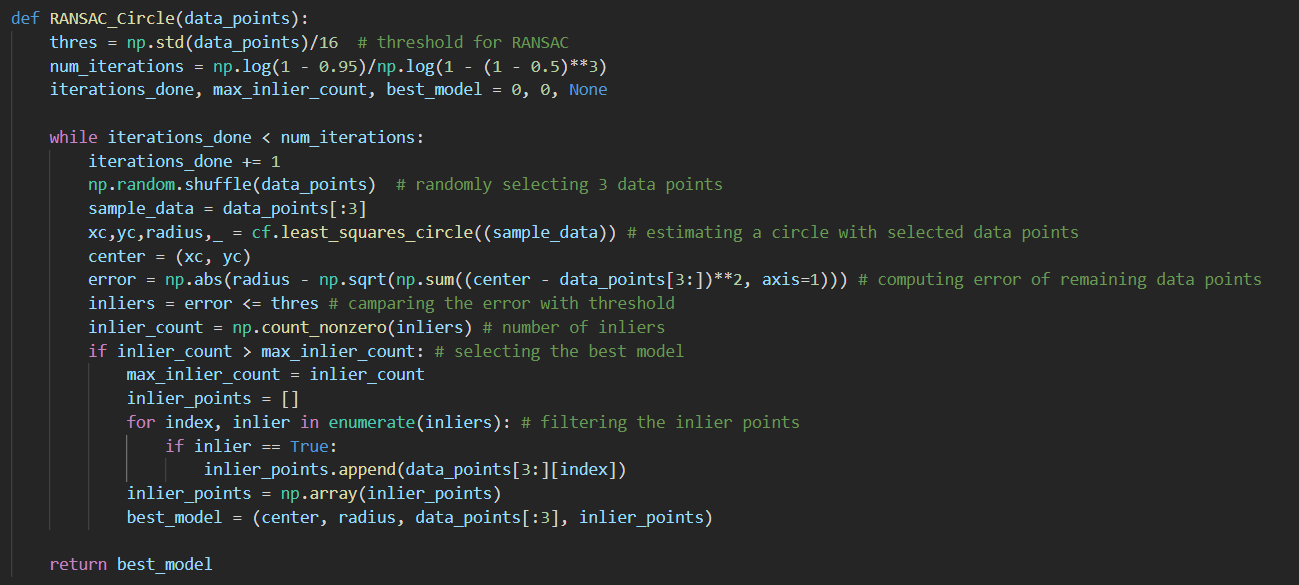 def RANSAC_Circle(data_points):
    thres = np.std(data_points)/16  # threshold for RANSAC
    num_iterations = np.log(1 - 0.95)/np.log(1 - (1 - 0.5)**3)
    iterations_done, max_inlier_count, best_model = 0, 0, None
    while iterations_done < num_iterations:
        iterations_done += 1
        np.random.shuffle(data_points)  # randomly selecting 3 data points
        sample_data = data_points[:3]
        xc,yc,radius,_ = cf.least_squares_circle((sample_data)) # estimating a circle with selected data points
        center = (xc, yc)
        error = np.abs(radius - np.sqrt(np.sum((center - data_points[3:])**2, axis=1))) # computing error of remaining data points
        inliers = error <= thres # camparing the error with threshold
        inlier_count = np.count_nonzero(inliers) # number of inliers
        if inlier_count > max_inlier_count: # selecting the best model
            max_inlier_count = inlier_count
            inlier_points = []
            for index, inlier in enumerate(inliers): # filtering the inlier points
                if inlier == True:
                    inlier_points.append(data_points[3:][index])
            inlier_points = np.array(inlier_points)
            best_model = (center, radius, data_points[:3], inlier_points)
    return best_model